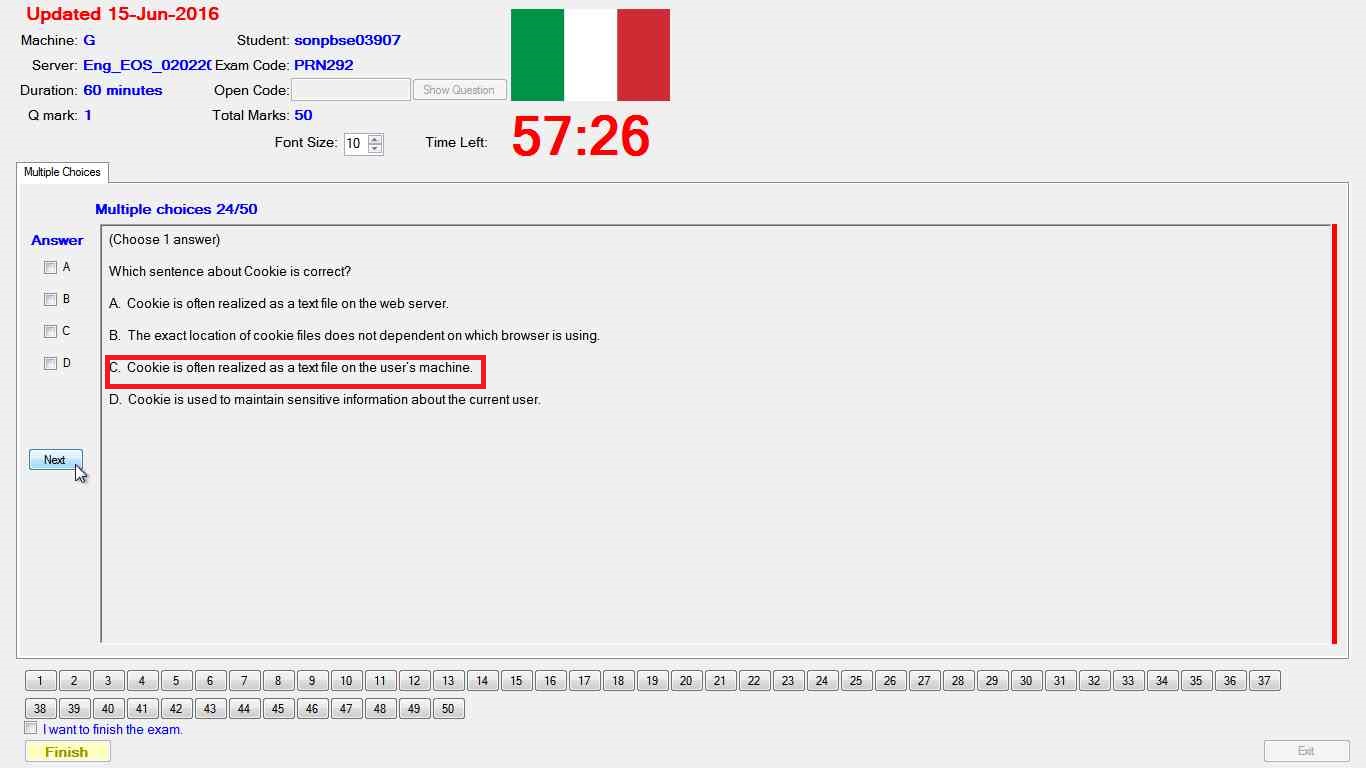 Updated 15-Jun-2016
Machine: G Student: sonpbse03907
Server: Eng_EOS_02022 Exam Code: PRN292
Duration: 60 minutes Open Code: Show Question
Q mark: 1 Total Marks: 50
Font Size: 10 Time Left: 57:26
Multiple Choices
Multiple choices 24/50
Answer
(Choose 1 answer)
A
Which sentence about Cookie is correct?
B
A. Cookie is often realized as a text file on the web server.
C
B. The exact location of cookie files does not dependent on which browser is using.
D
C. Cookie is often realized as a text file on the user's machine.
D. Cookie is used to maintain sensitive information about the current user.
Next
1 2 3 4 5 6 7 8 9 10 11 12 13 14 15 16 17 18 19 20 21 22 23 24 25 26 27 28 29 30 31 32 33 34 35 36 37
38 39 40 41 42 43 44 45 46 47 48 49 50
I want to finish the exam.
Finish Exit